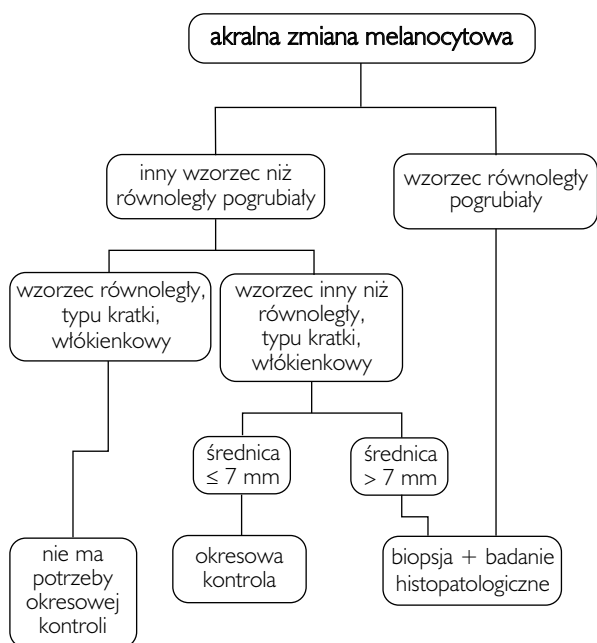 akralna zmiana melanocytowa
inny wzorzec niż
równoległy pogrubiały
wzorzec równoległy
pogrubiały
wzorzec równoległy,
typu kratki,
włókienkowy
wzorzec inny niż
równoległy,
typu kratki,
włókienkowy
średnica
≤ 7 mm
średnica
> 7 mm
nie ma
potrzeby
okresowej
kontroli
okresowa
kontrola
biopsja + badanie
histopatologiczne